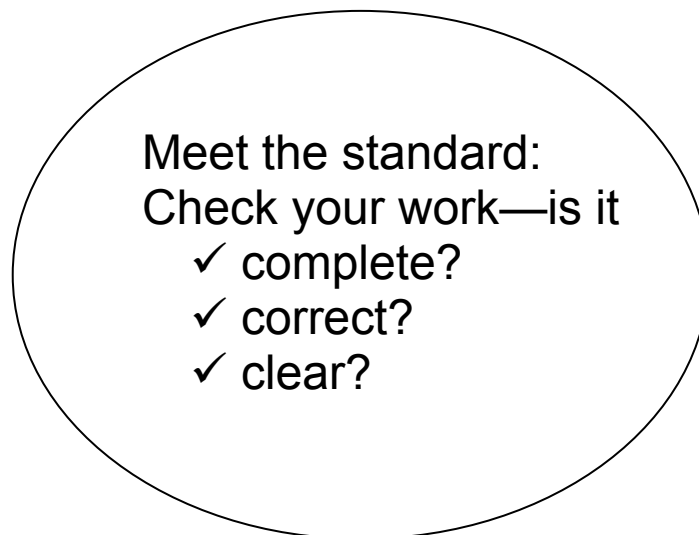 Meet the standard:
Check your work—is it
✓ complete?
✓ correct?
✓ clear?